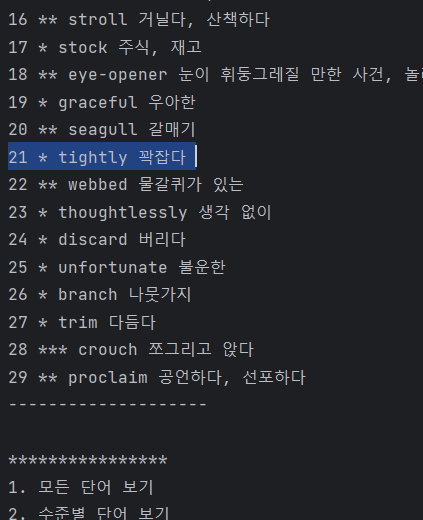 16 ** stroll 거닐다, 산책하다
17 * stock 주식, 재고
18 ** eye-opener 눈이 휘둥그레질 만한 사건,
19 * graceful 우아한
20 ** seagull 갈매기
21 * tightly 꽉잡다
22 ** webbed 물갈퀴가 있는
23 * thoughtlessly 생각 없이
24 * discard 버리다
25 * unfortunate 불운한
26 * branch 나뭇가지
27 * trim 다듬다
28 *** crouch 쪼그리고 앉다
29 ** proclaim 공언하다, 선포하다
--------------------
****************
1. 모든 단어 보기
2. 수준별 단어 보기